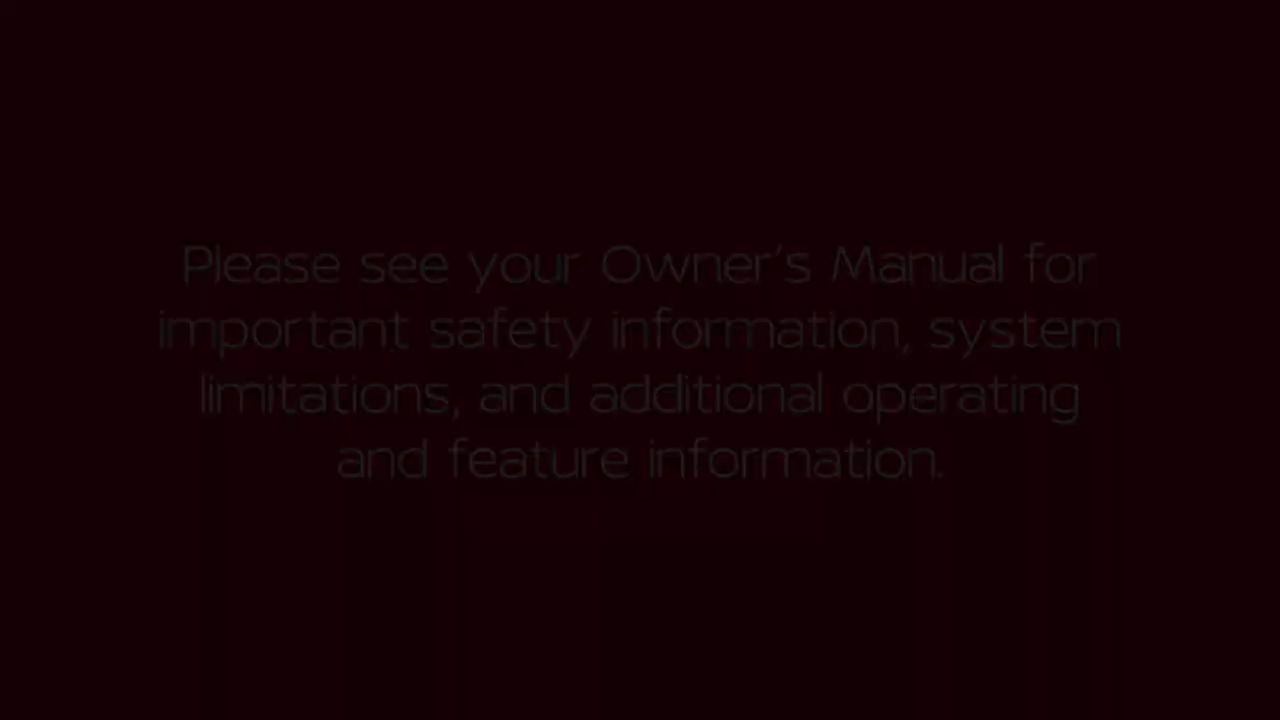 Please see your Owner's Manual for
important safety information, system
limitations, and additional operating
and feature information.